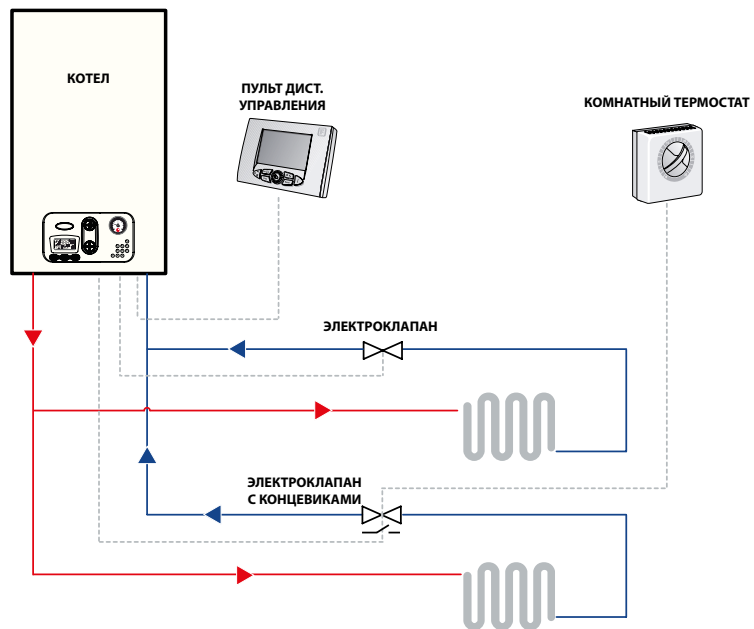 КОТЕЛ
ПУЛЬТ ДИСТ.
УПРАВЛЕНИЯ
КОМНАТНЫЙ ТЕРМОСТАТ
ЭЛЕКТРОКЛАПАН
ЭЛЕКТРОКЛАПАН
С КОНЦЕВИКАМИ